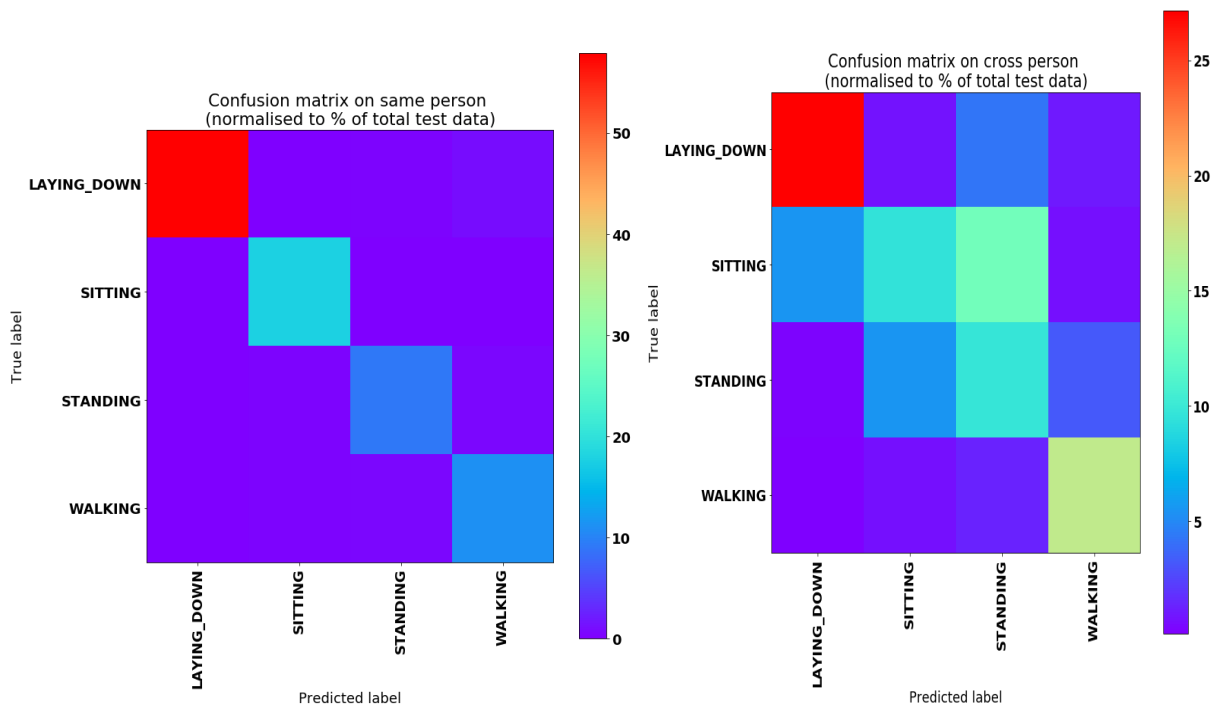 Confusion matrix on same person
(normalised to % of total test data)
True label
LAYING_DOWN
SITTING
STANDING
WALKING
LAYING_DOWN
SITTING
STANDING
WALKING
Predicted label
50
40
30
20
10
0
Confusion matrix on cross person
(normalised to % of total test data)
True label
LAYING_DOWN
SITTING
STANDING
WALKING
LAYING_DOWN
SITTING
STANDING
WALKING
Predicted label
25
20
15
10
5